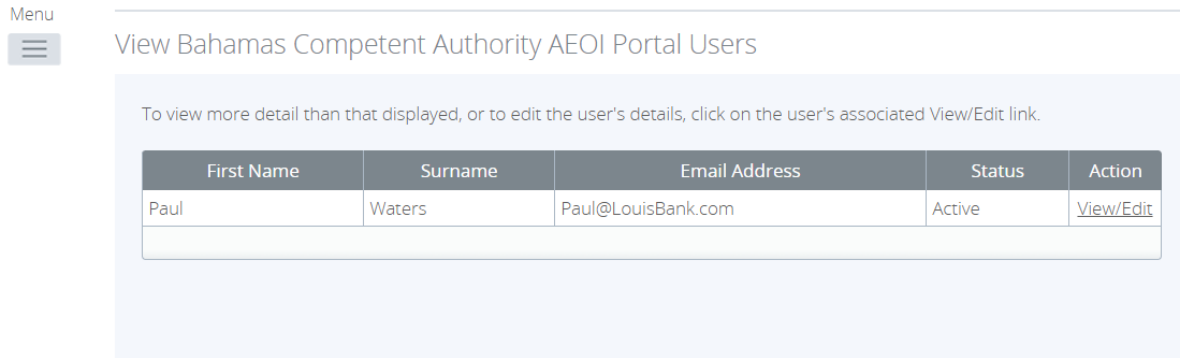 Menu
View Bahamas Competent Authority AEOI Portal Users
To view more detail than that displayed, or to edit the user's details, click on the user's associated View/Edit link.
First Name Surname Email Address Status Action
Paul Waters Paul@LouisBank.com Active View/Edit